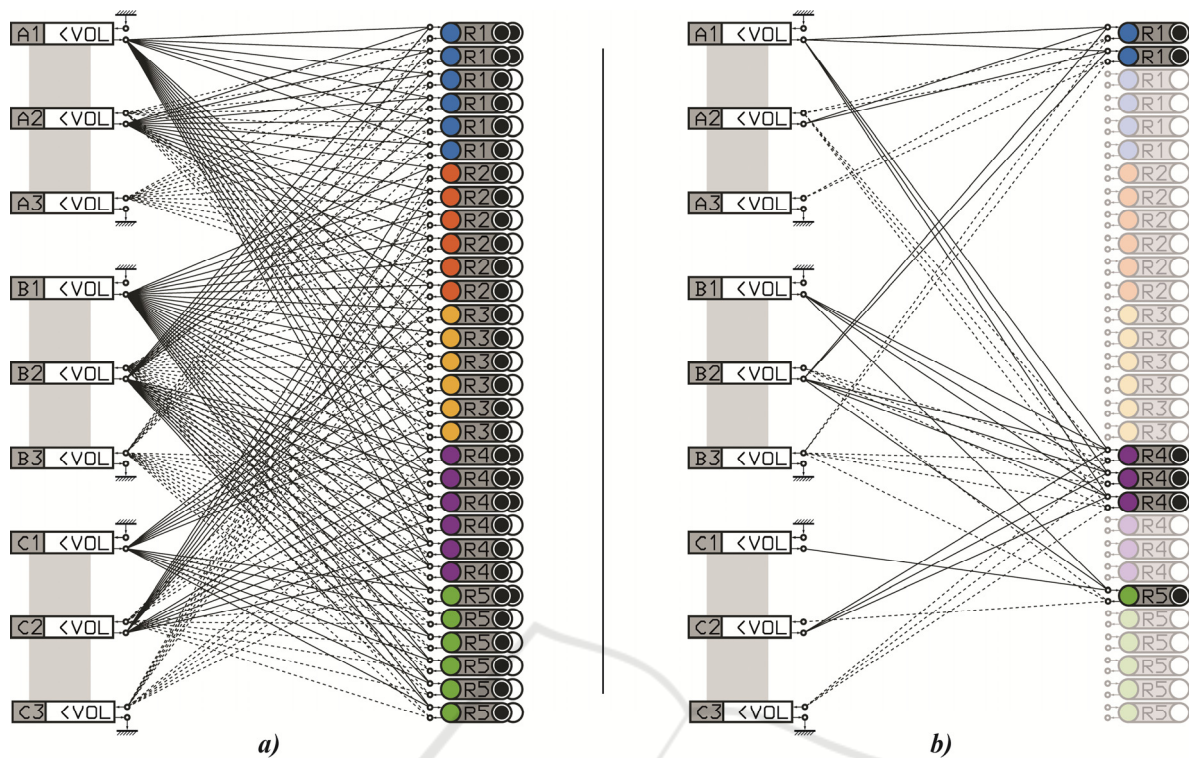 A1 <VOL
A2 <VOL
A3 <VOL
B1 <VOL
B2 <VOL
B3 <VOL
C1 <VOL
C2 <VOL
C3 <VOL
R1
R1
R1
R1
R1
R1
R2
R2
R2
R2
R2
R2
R3
R3
R3
R3
R3
R3
R4
R4
R4
R4
R4
R4
R5
R5
R5
R5
R5
R5
a)
A1 <VOL
A2 <VOL
A3 <VOL
B1 <VOL
B2 <VOL
B3 <VOL
C1 <VOL
C2 <VOL
C3 <VOL
R1
R1
R1
R1
R1
R1
R2
R2
R2
R2
R2
R2
R3
R3
R3
R3
R3
R3
R4
R4
R4
R4
R4
R4
R5
R5
R5
R5
R5
R5
b)